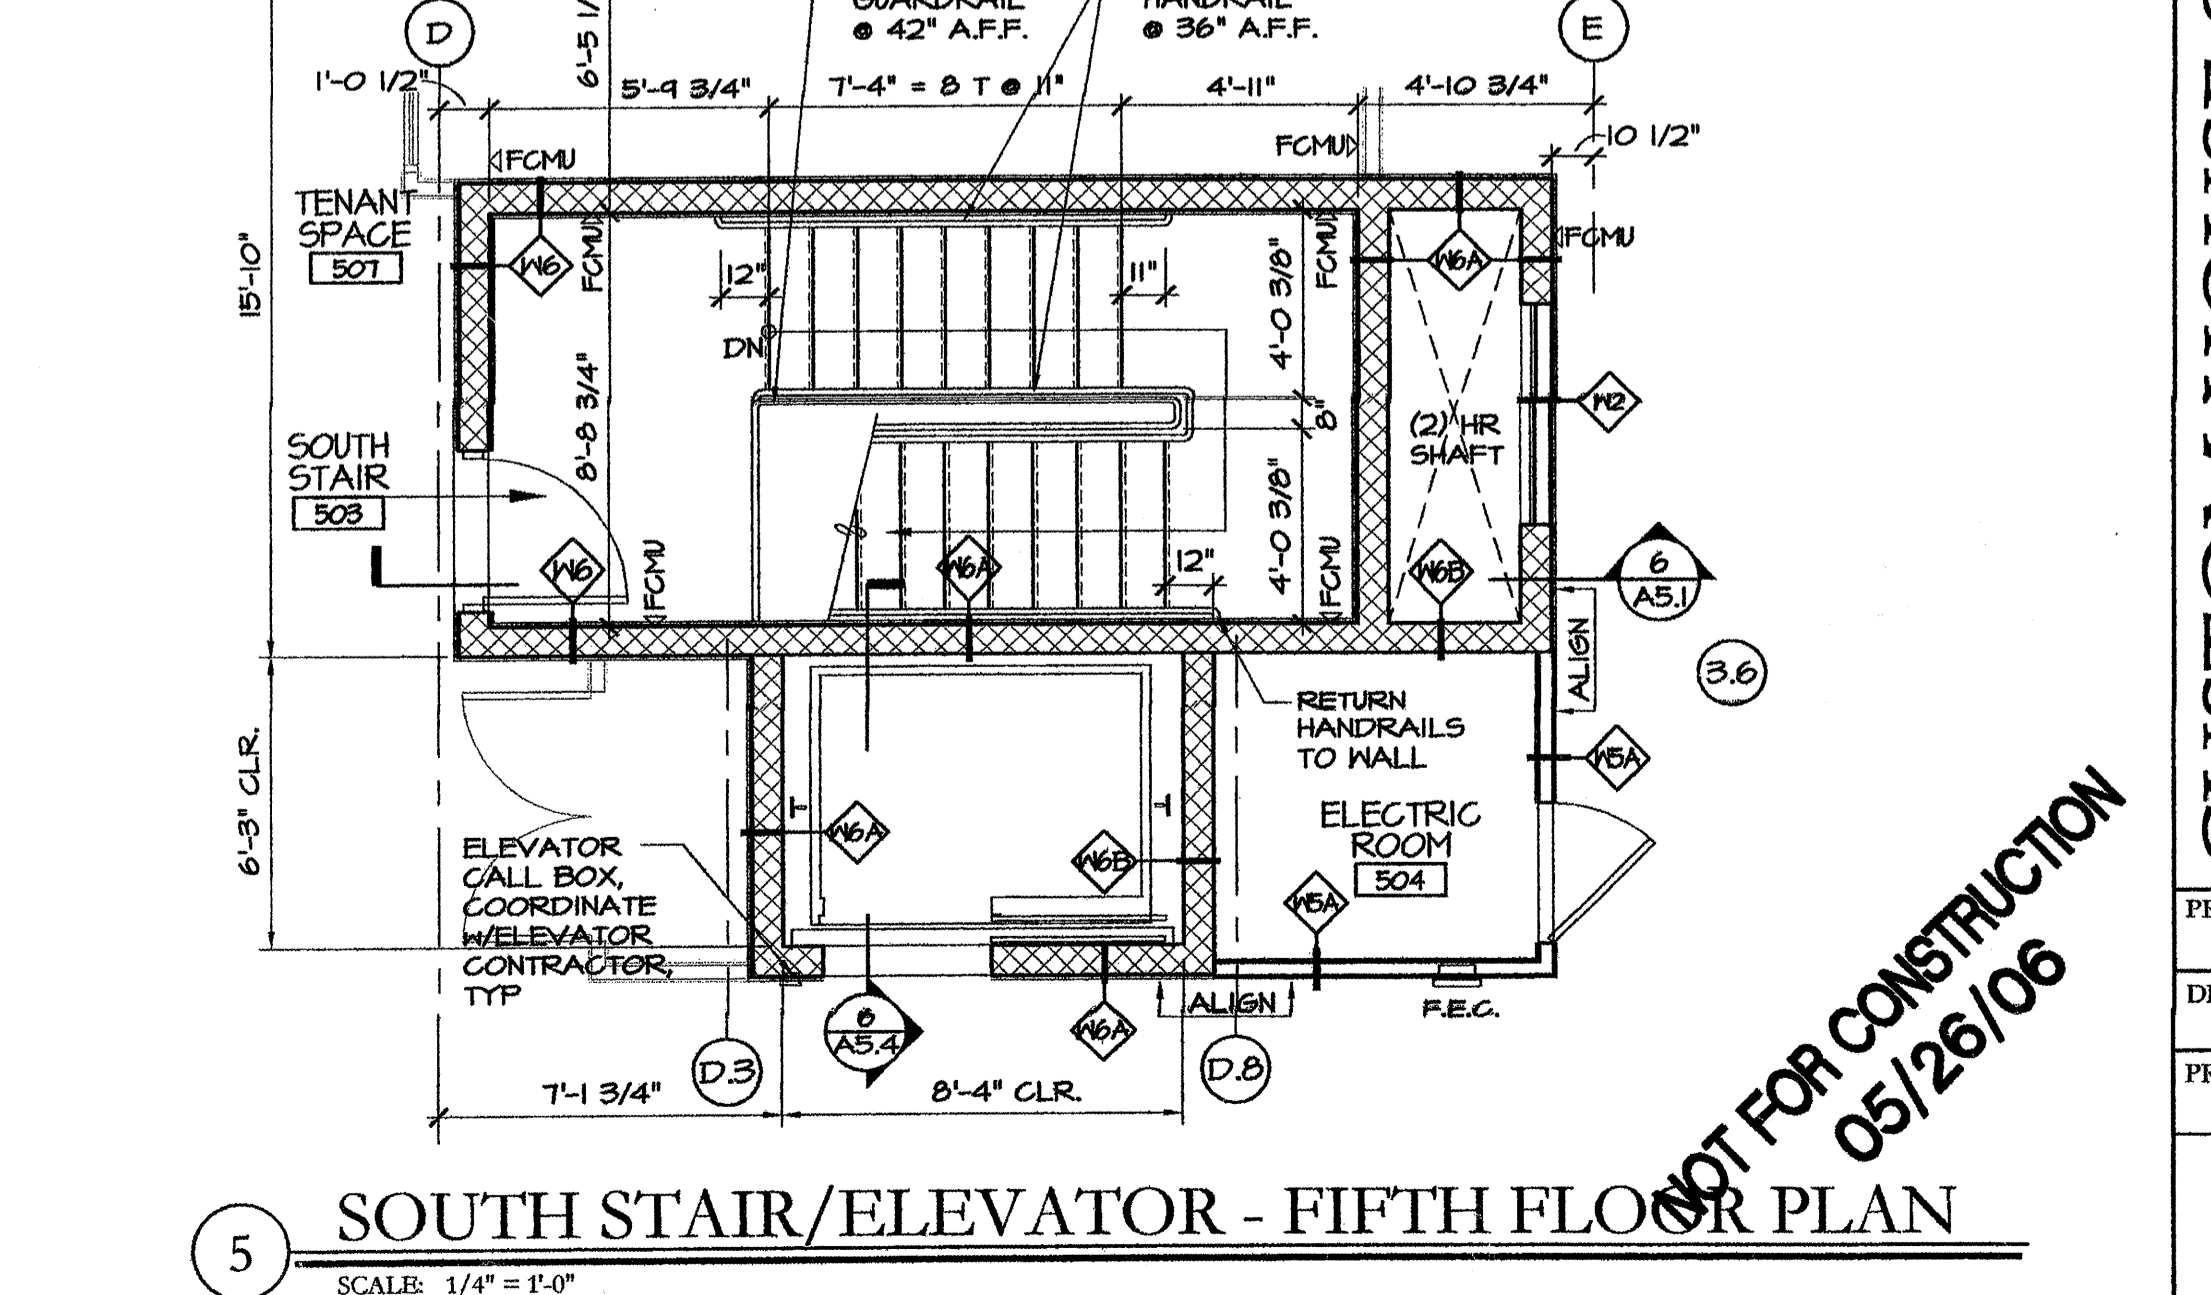 GUARDRAIL
@ 42" A.F.F.
HANDRAIL
@ 36" A.F.F.
D
E
1'-0 1/2"
5'-9 3/4"
7'-4" = 8 T @ 11"
4'-11"
4'-10 3/4"
10 1/2"
FCMU
FCMU
FCMU
TENANT
SPACE
507
15'-10"
W6
FCMU
12"
11"
4'-0 3/8"
FCMU
W6A
DN
8'-8 3/4"
8"
(2) HR
SHAFT
W2
SOUTH
STAIR
503
W6
FCMU
W6A
12"
4'-0 3/8"
FCMU
W6B
6
A5.1
ALIGN
3.6
RETURN
HANDRAILS
TO WALL
W5A
6'-3" CLR.
ELEVATOR
CALL BOX,
COORDINATE
W/ELEVATOR
CONTRACTOR,
TYP
W6A
W6B
ELECTRIC
ROOM
504
W5A
6
A5.4
W6A
ALIGN
F.E.C.
D.3
D.8
7'-1 3/4"
8'-4" CLR.
NOT FOR CONSTRUCTION
05/26/06
5
SOUTH STAIR/ELEVATOR - FIFTH FLOOR PLAN
SCALE: 1/4" = 1'-0"